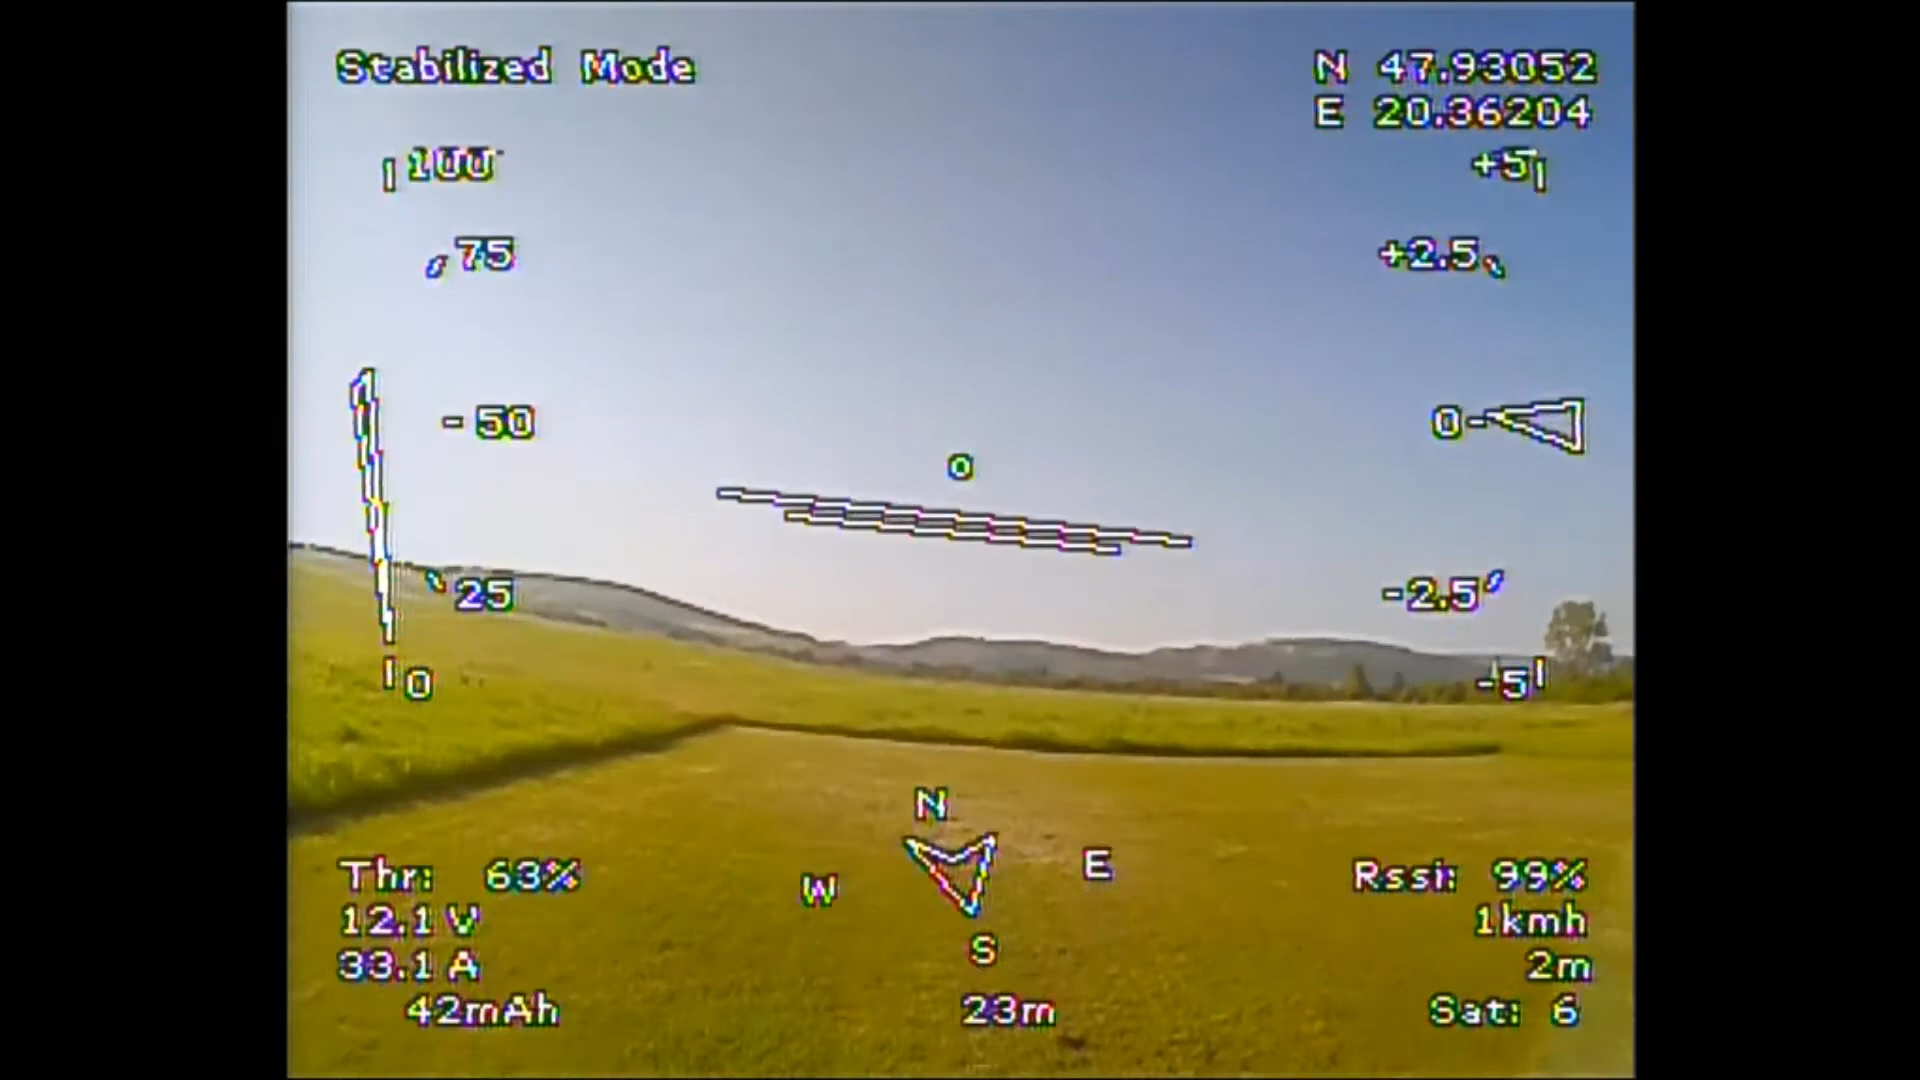 Stabilized Mode
N 47.93052
E 20.36204
100
+5
75
+2.5
- 50
0-
25
-2.5
0
-5
N
W
E
S
Thr: 63%
12.1 V
33.1 A
42mAh
23m
Rssi: 99%
1kmh
2m
Sat: 6